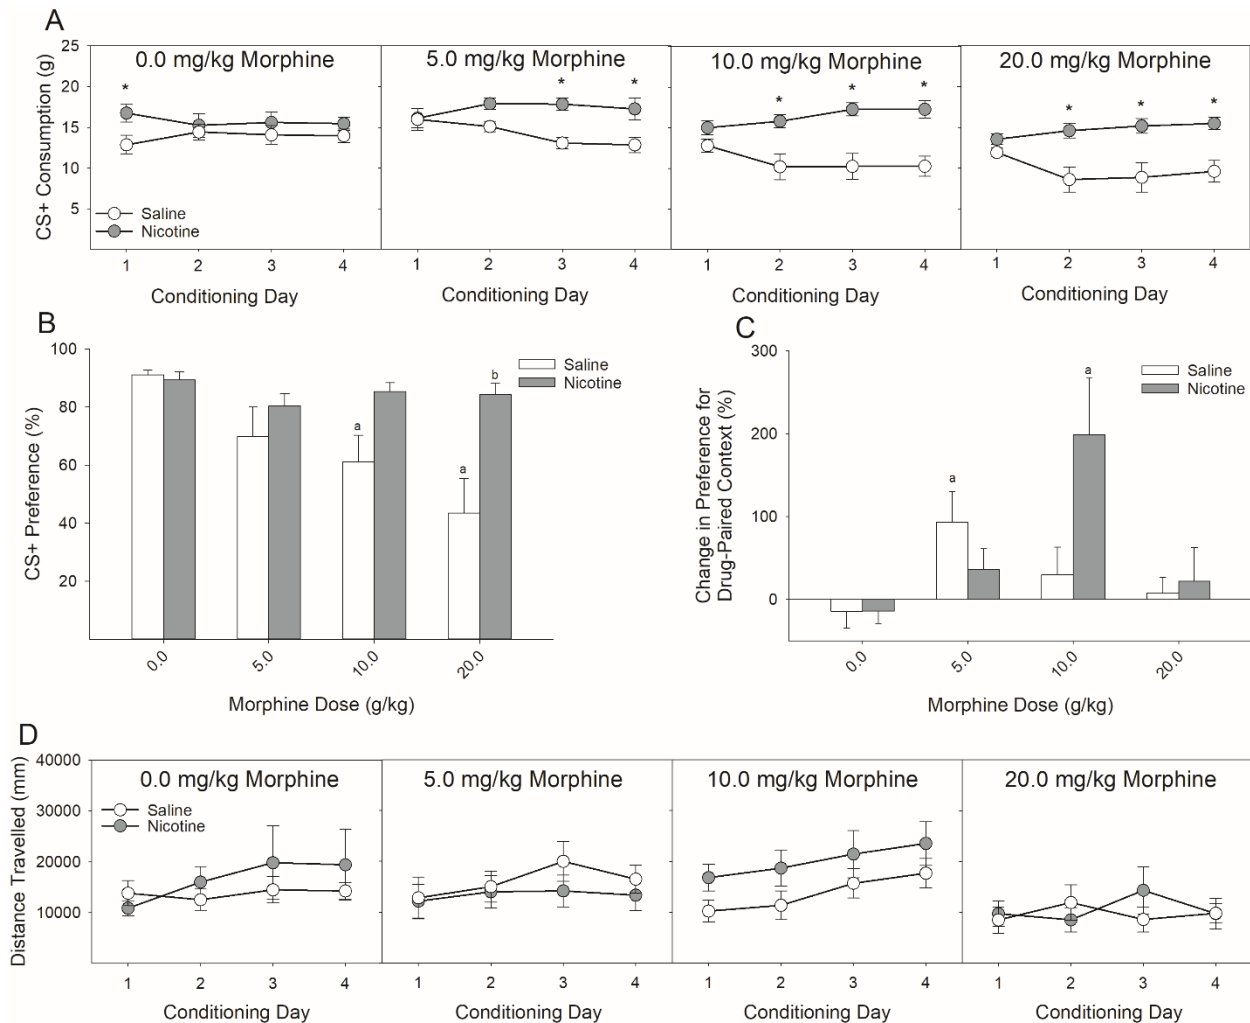 A
CS+ Consumption (g)
25
20
15
10
5
0.0 mg/kg Morphine
5.0 mg/kg Morphine
10.0 mg/kg Morphine
20.0 mg/kg Morphine
*
* *
* * *
* * *
Saline
Nicotine
1 2 3 4
1 2 3 4
1 2 3 4
1 2 3 4
Conditioning Day
Conditioning Day
Conditioning Day
Conditioning Day
B
CS+ Preference (%)
100
80
60
40
20
Saline
Nicotine
a
a
b
0.0
5.0
10.0
20.0
Morphine Dose (g/kg)
C
Change in Preference for
Drug-Paired Context (%)
300
200
100
0
Saline
Nicotine
a
a
0.0
5.0
10.0
20.0
Morphine Dose (g/kg)
D
Distance Travelled (mm)
40000
30000
20000
10000
0.0 mg/kg Morphine
5.0 mg/kg Morphine
10.0 mg/kg Morphine
20.0 mg/kg Morphine
Saline
Nicotine
1 2 3 4
1 2 3 4
1 2 3 4
1 2 3 4
Conditioning Day
Conditioning Day
Conditioning Day
Conditioning Day